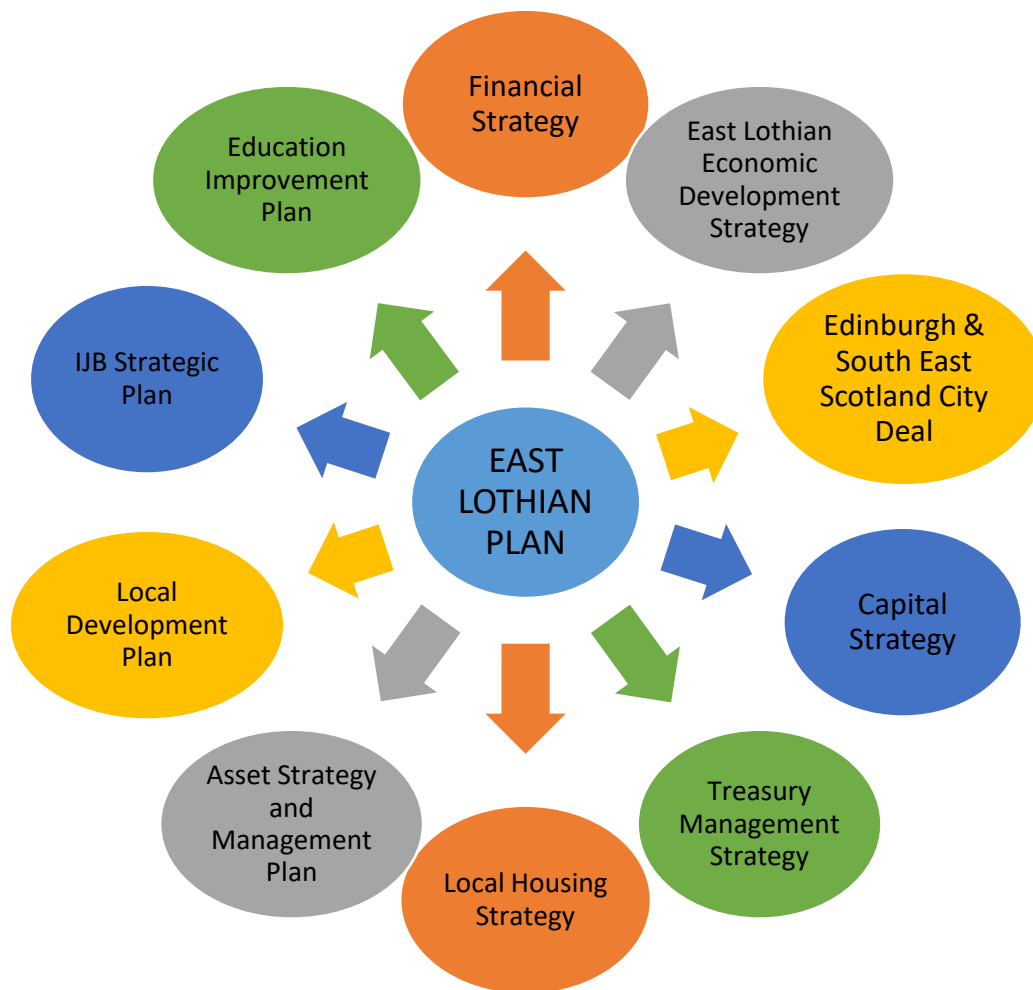 Financial
Strategy
East Lothian
Economic
Development
Strategy
Edinburgh &
South East
Scotland City
Deal
Capital
Strategy
Treasury
Management
Strategy
Local Housing
Strategy
Asset Strategy
and
Management
Plan
Local
Development
Plan
IJB Strategic
Plan
Education
Improvement
Plan
EAST
LOTHIAN
PLAN